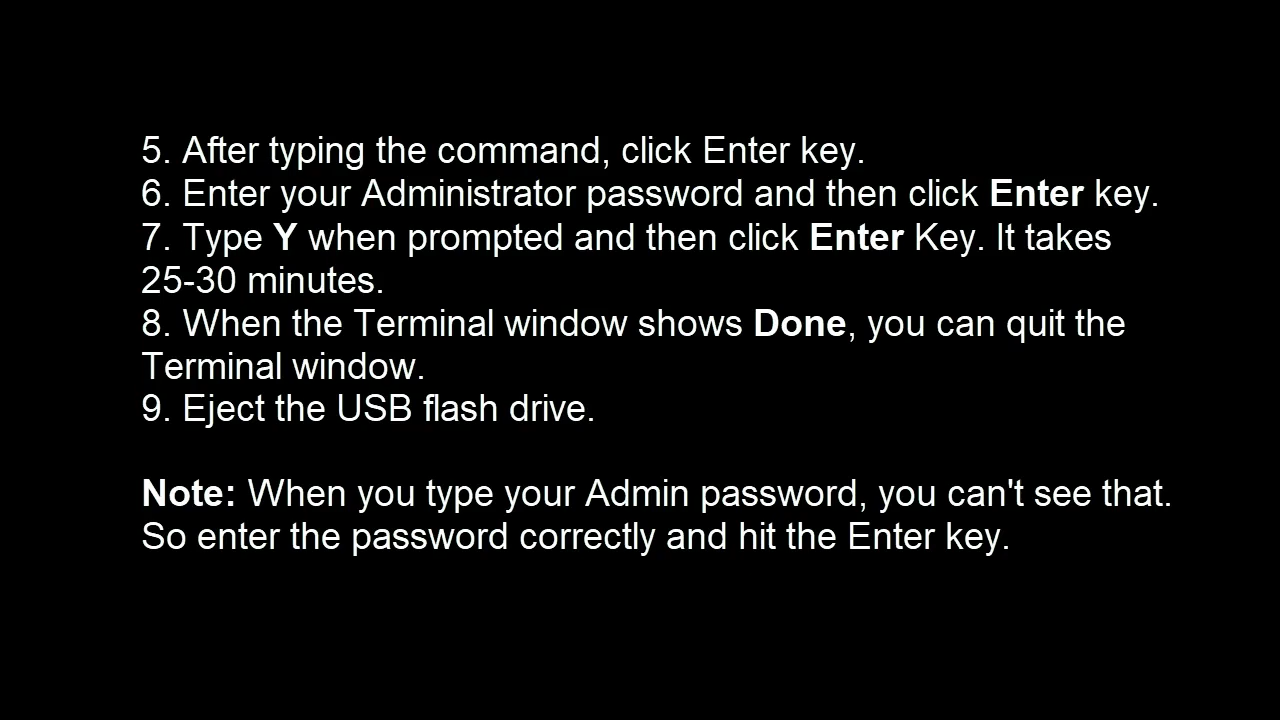 5. After typing the command, click Enter key.
6. Enter your Administrator password and then click Enter key.
7. Type Y when prompted and then click Enter Key. It takes
25-30 minutes.
8. When the Terminal window shows Done, you can quit the
Terminal window.
9. Eject the USB flash drive.
Note: When you type your Admin password, you can't see that.
So enter the password correctly and hit the Enter key.